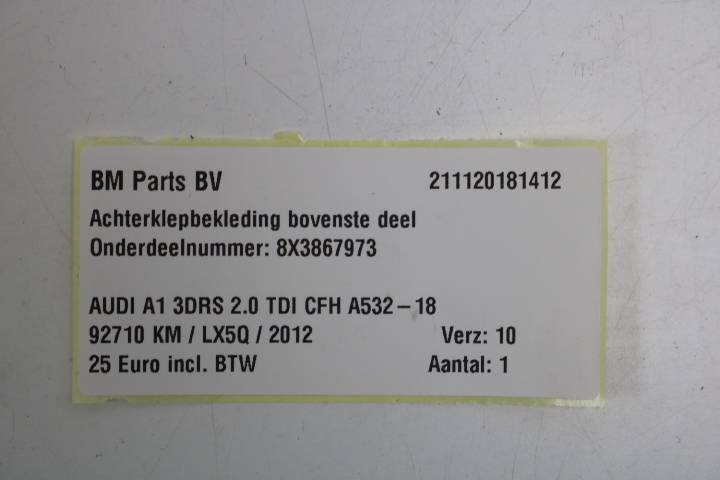 BM Parts BV 211120181412
Achterklepbekleding bovenste deel
Onderdeelnummer: 8X3867973
AUDI A1 3DRS 2.0 TDI CFH A532-18
92710 KM / LX5Q / 2012 Verz: 10
25 Euro incl. BTW Aantal: 1